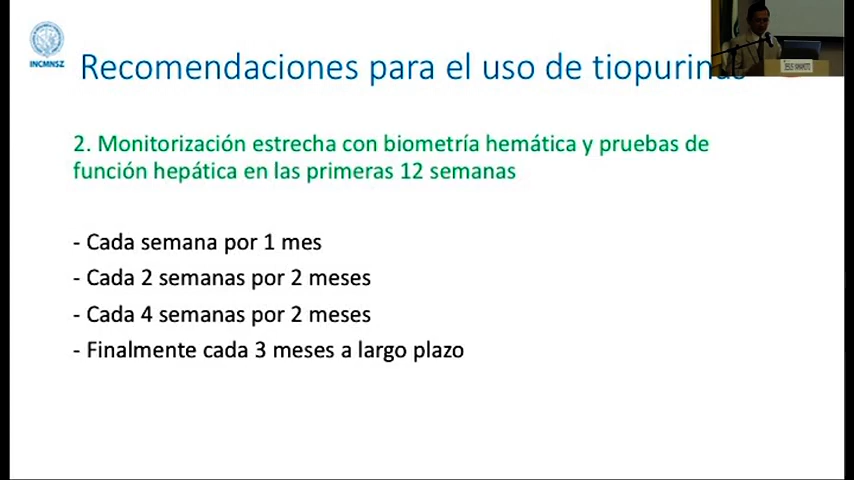 INCMNSZ
Recomendaciones para el uso de tiopurinas
2. Monitorización estrecha con biometría hemática y pruebas de
función hepática en las primeras 12 semanas
- Cada semana por 1 mes
- Cada 2 semanas por 2 meses
- Cada 4 semanas por 2 meses
- Finalmente cada 3 meses a largo plazo